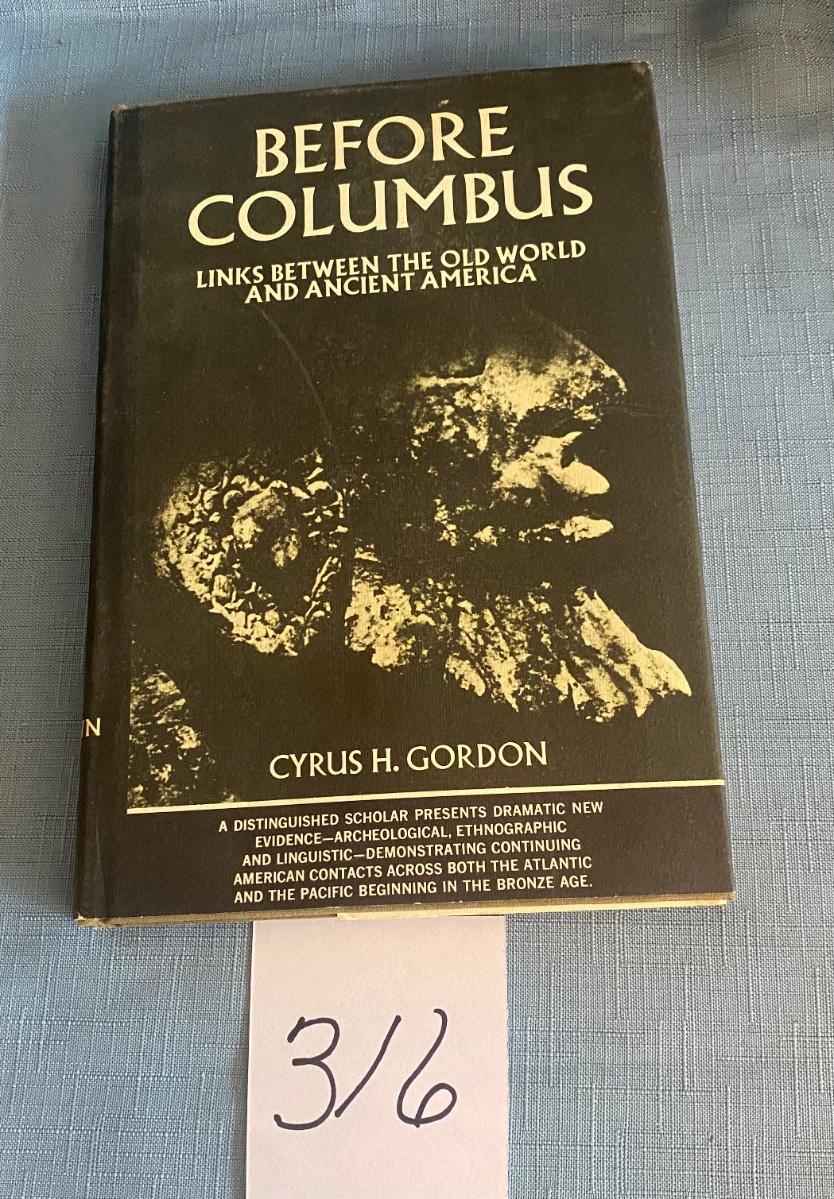 BEFORE
COLUMBUS
LINKS BETWEEN THE OLD WORLD
AND ANCIENT AMERICA
N
CYRUS H. GORDON
A DISTINGUISHED SCHOLAR PRESENTS DRAMATIC NEW
EVIDENCE—ARCHEOLOGICAL, ETHNOGRAPHIC
AND LINGUISTIC—DEMONSTRATING CONTINUING
AMERICAN CONTACTS ACROSS BOTH THE ATLANTIC
AND THE PACIFIC BEGINNING IN THE BRONZE AGE.
316